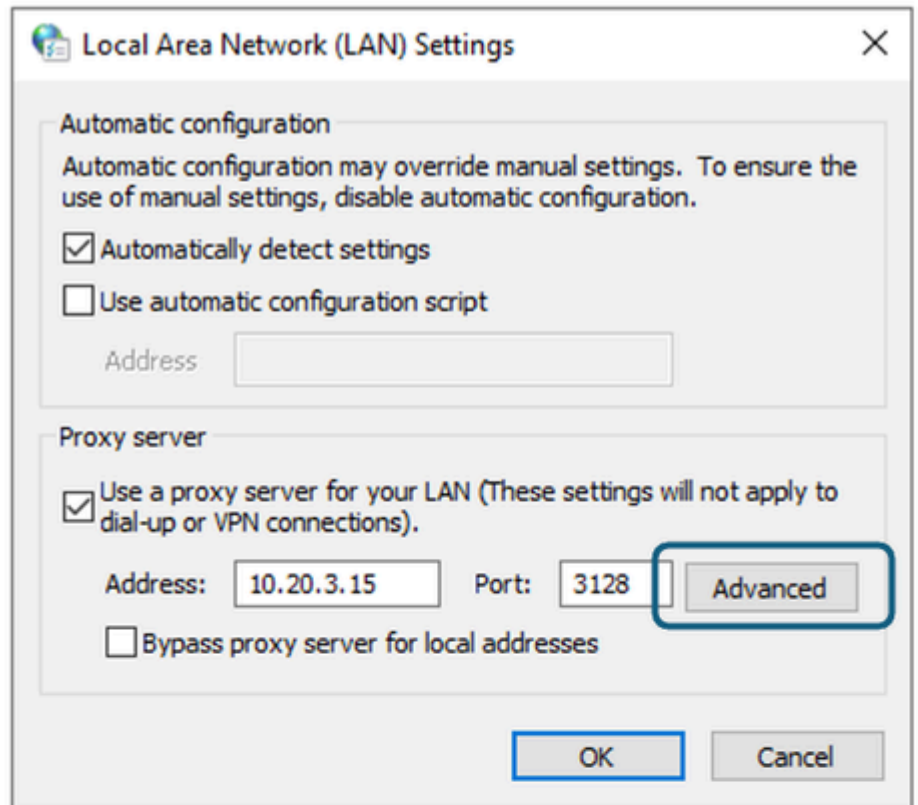 Local Area Network (LAN) Settings
Automatic configuration
Automatic configuration may override manual settings.  To ensure the
use of manual settings, disable automatic configuration.
Automatically detect settings
Use automatic configuration script
Address
Proxy server
Use a proxy server for your LAN (These settings will not apply to
dial-up or VPN connections).
Address: 10.20.3.15 Port: 3128 Advanced
Bypass proxy server for local addresses
OK Cancel